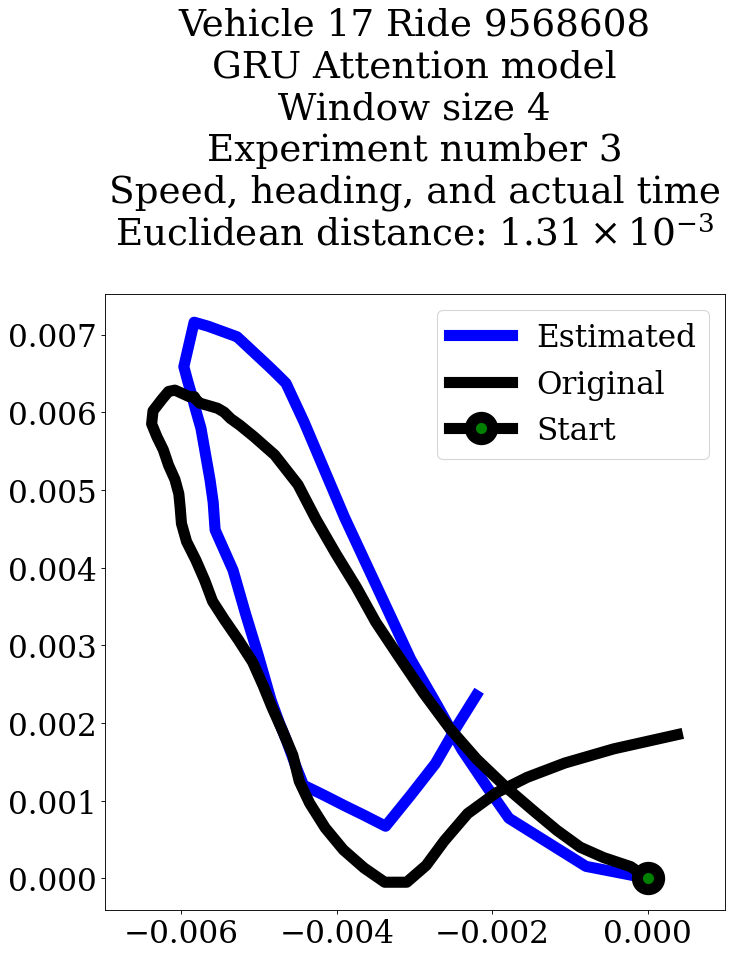 Vehicle 17 Ride 9568608
GRU Attention model
Window size 4
Experiment number 3
Speed, heading, and actual time
Euclidean distance: 1.31 × 10⁻³
Estimated
Original
Start
0.007
0.006
0.005
0.004
0.003
0.002
0.001
0.000
−0.006 −0.004 −0.002 0.000